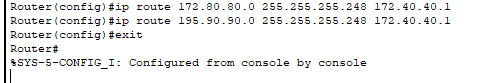 Router(config)#ip route 172.80.80.0 255.255.255.248 172.40.40.1
Router(config)#ip route 195.90.90.0 255.255.255.248 195.40.40.1
Router(config)#exit
Router#
%SYS-5-CONFIG_I: Configured from console by console